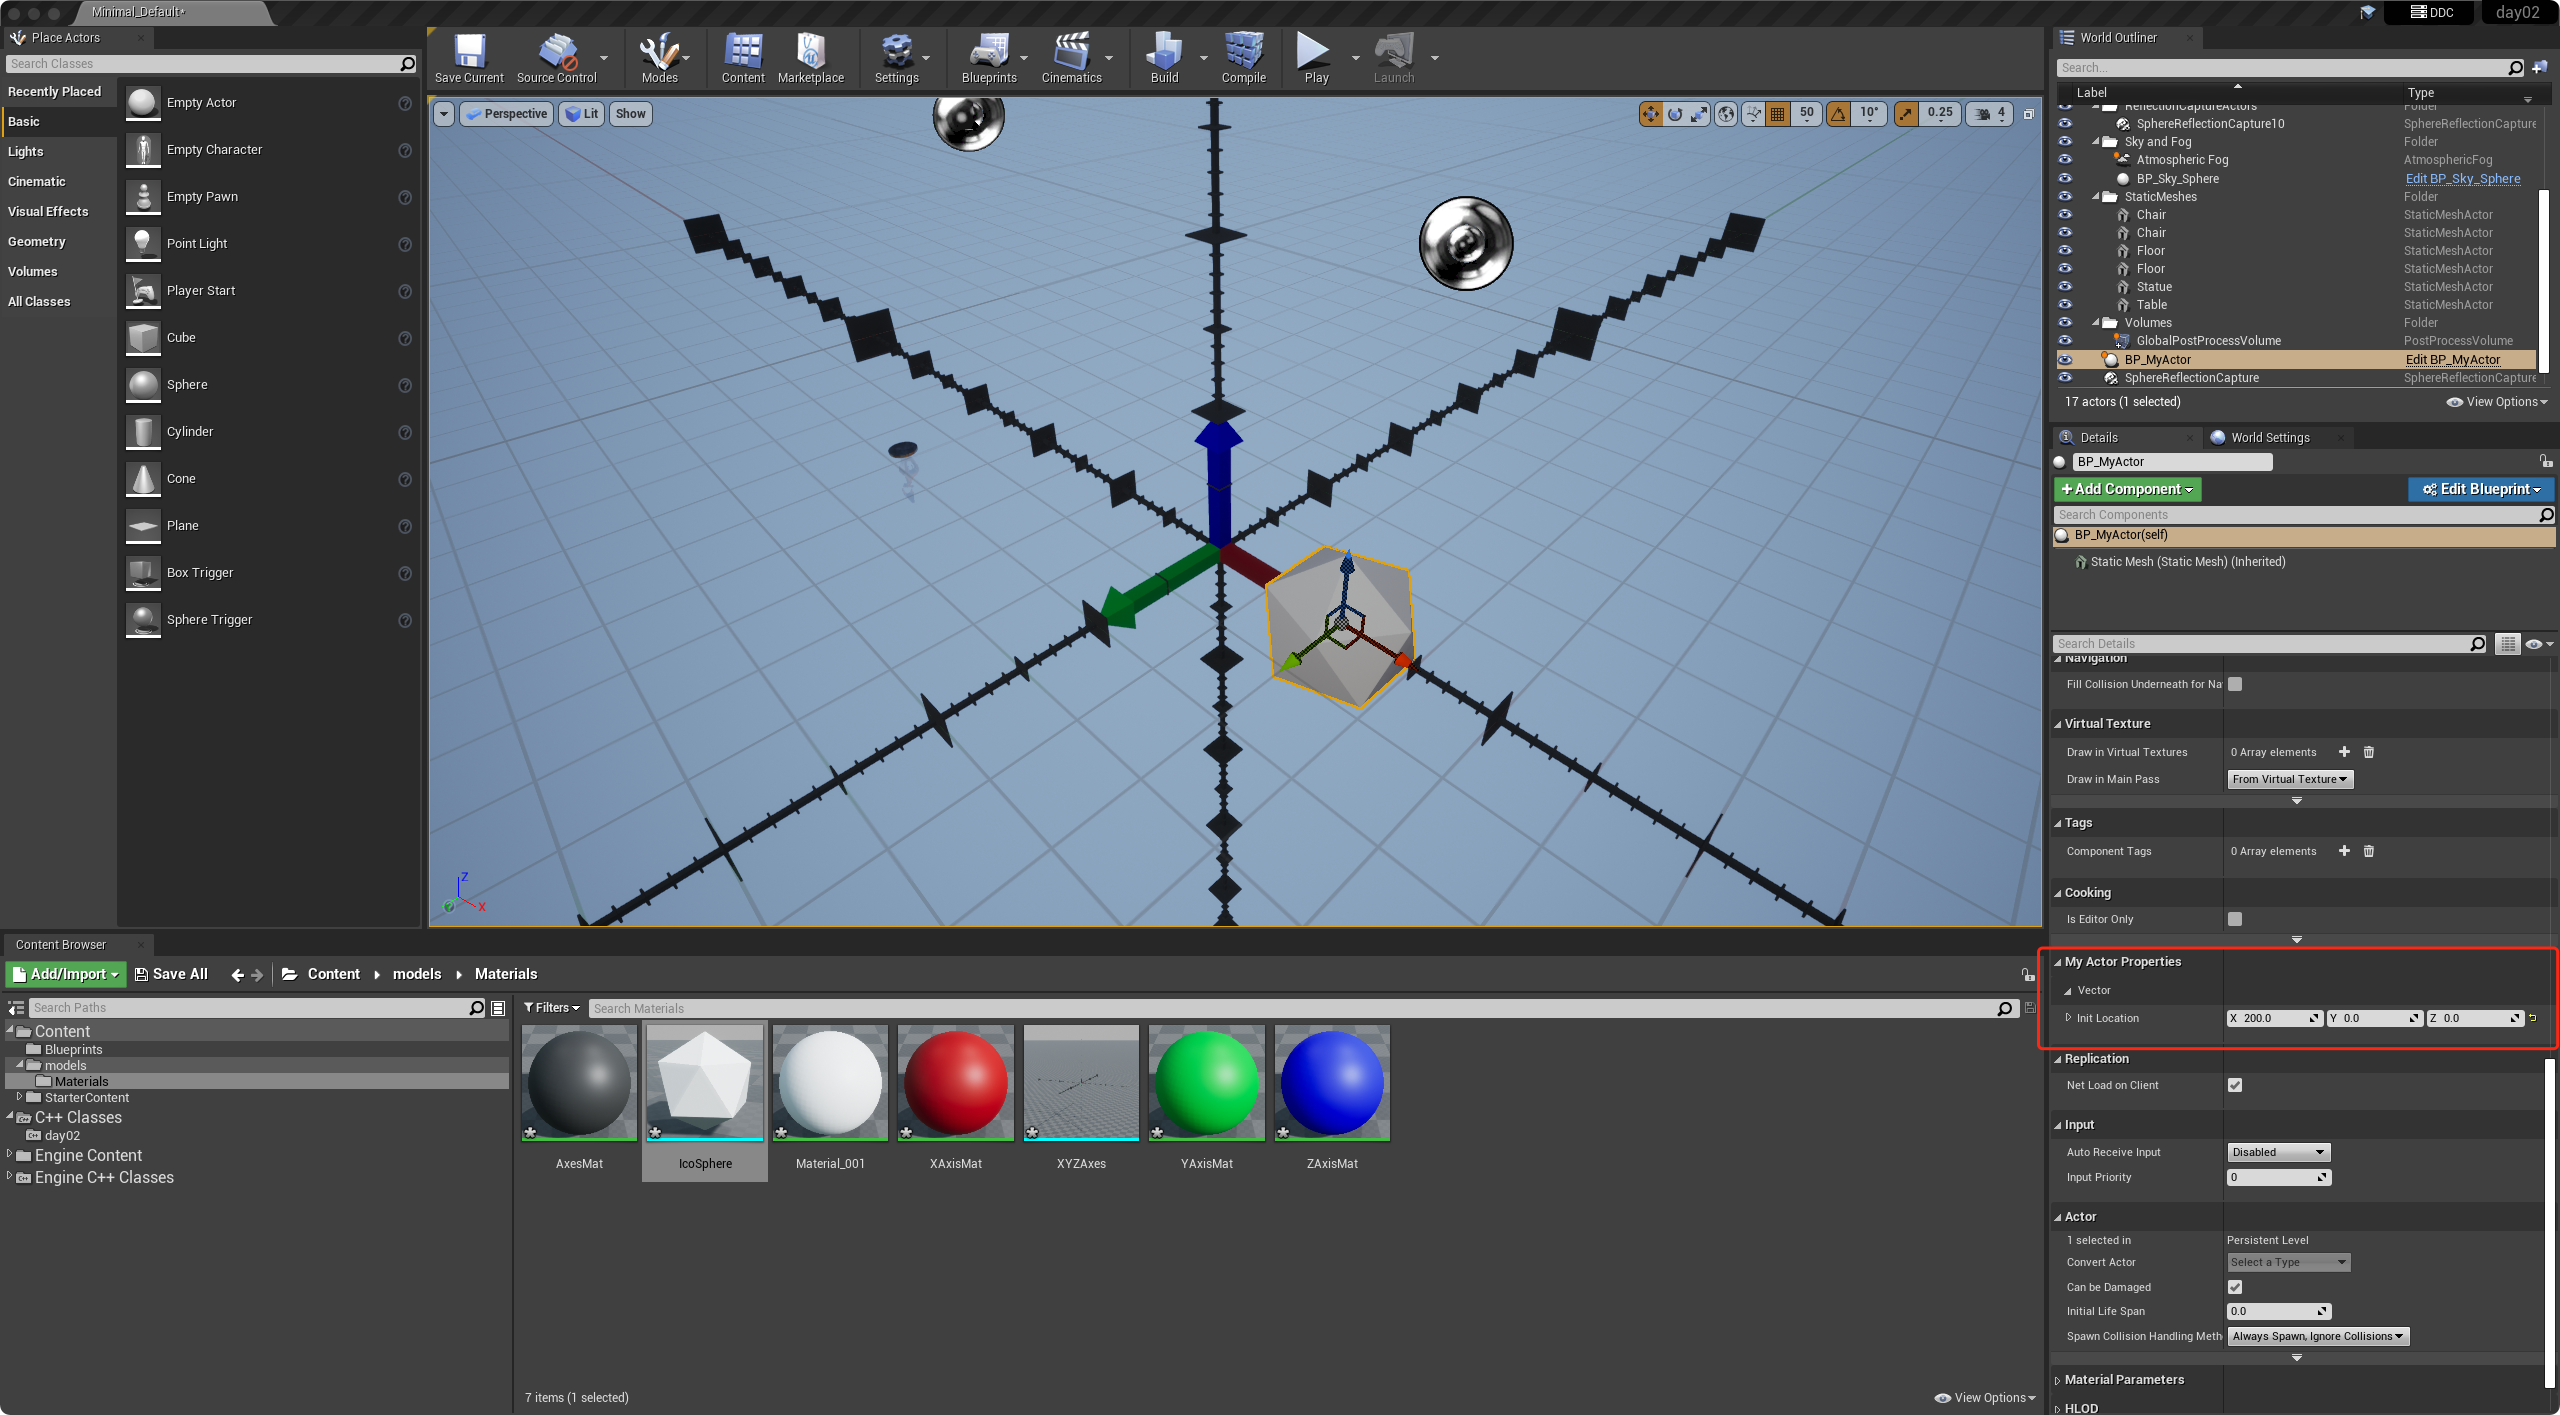 Minimal_Default*
DDC
day02
Place Actors
Search Classes
Recently Placed
Basic
Lights
Cinematic
Visual Effects
Geometry
Volumes
All Classes
Empty Actor
Empty Character
Empty Pawn
Point Light
Player Start
Cube
Sphere
Cylinder
Cone
Plane
Box Trigger
Sphere Trigger
Save Current
Source Control
Modes
Content
Marketplace
Settings
Blueprints
Cinematics
Build
Compile
Play
Launch
Perspective
Lit
Show
50
10°
0.25
4
Z
X
World Outliner
Search...
Label Type
ReflectionCaptureActors Folder
SphereReflectionCapture10 SphereReflectionCapture
Sky and Fog Folder
Atmospheric Fog AtmosphericFog
BP_Sky_Sphere Edit BP_Sky_Sphere
StaticMeshes Folder
Chair StaticMeshActor
Chair StaticMeshActor
Floor StaticMeshActor
Floor StaticMeshActor
Statue StaticMeshActor
Table StaticMeshActor
Volumes Folder
GlobalPostProcessVolume PostProcessVolume
BP_MyActor Edit BP_MyActor
SphereReflectionCapture SphereReflectionCapture
17 actors (1 selected)
View Options
Details
World Settings
BP_MyActor
+Add Component
Edit Blueprint
Search Components
BP_MyActor(self)
Static Mesh (Static Mesh) (Inherited)
Search Details
Navigation
Fill Collision Underneath for Na
Virtual Texture
Draw in Virtual Textures 0 Array elements
Draw in Main Pass From Virtual Texture
Tags
Component Tags 0 Array elements
Cooking
Is Editor Only
My Actor Properties
Vector
Init Location X 200.0 Y 0.0 Z 0.0
Replication
Net Load on Client
Input
Auto Receive Input Disabled
Input Priority 0
Actor
1 selected in Persistent Level
Convert Actor Select a Type
Can be Damaged
Initial Life Span 0.0
Spawn Collision Handling Meth Always Spawn, Ignore Collisions
Material Parameters
HLOD
Content Browser
Add/Import
Save All
Content
models
Materials
Search Paths
Content
Blueprints
models
Materials
StarterContent
C++ Classes
day02
Engine Content
Engine C++ Classes
Filters
Search Materials
AxesMat
IcoSphere
Material_001
XAxisMat
XYZAxes
YAxisMat
ZAxisMat
7 items (1 selected)
View Options